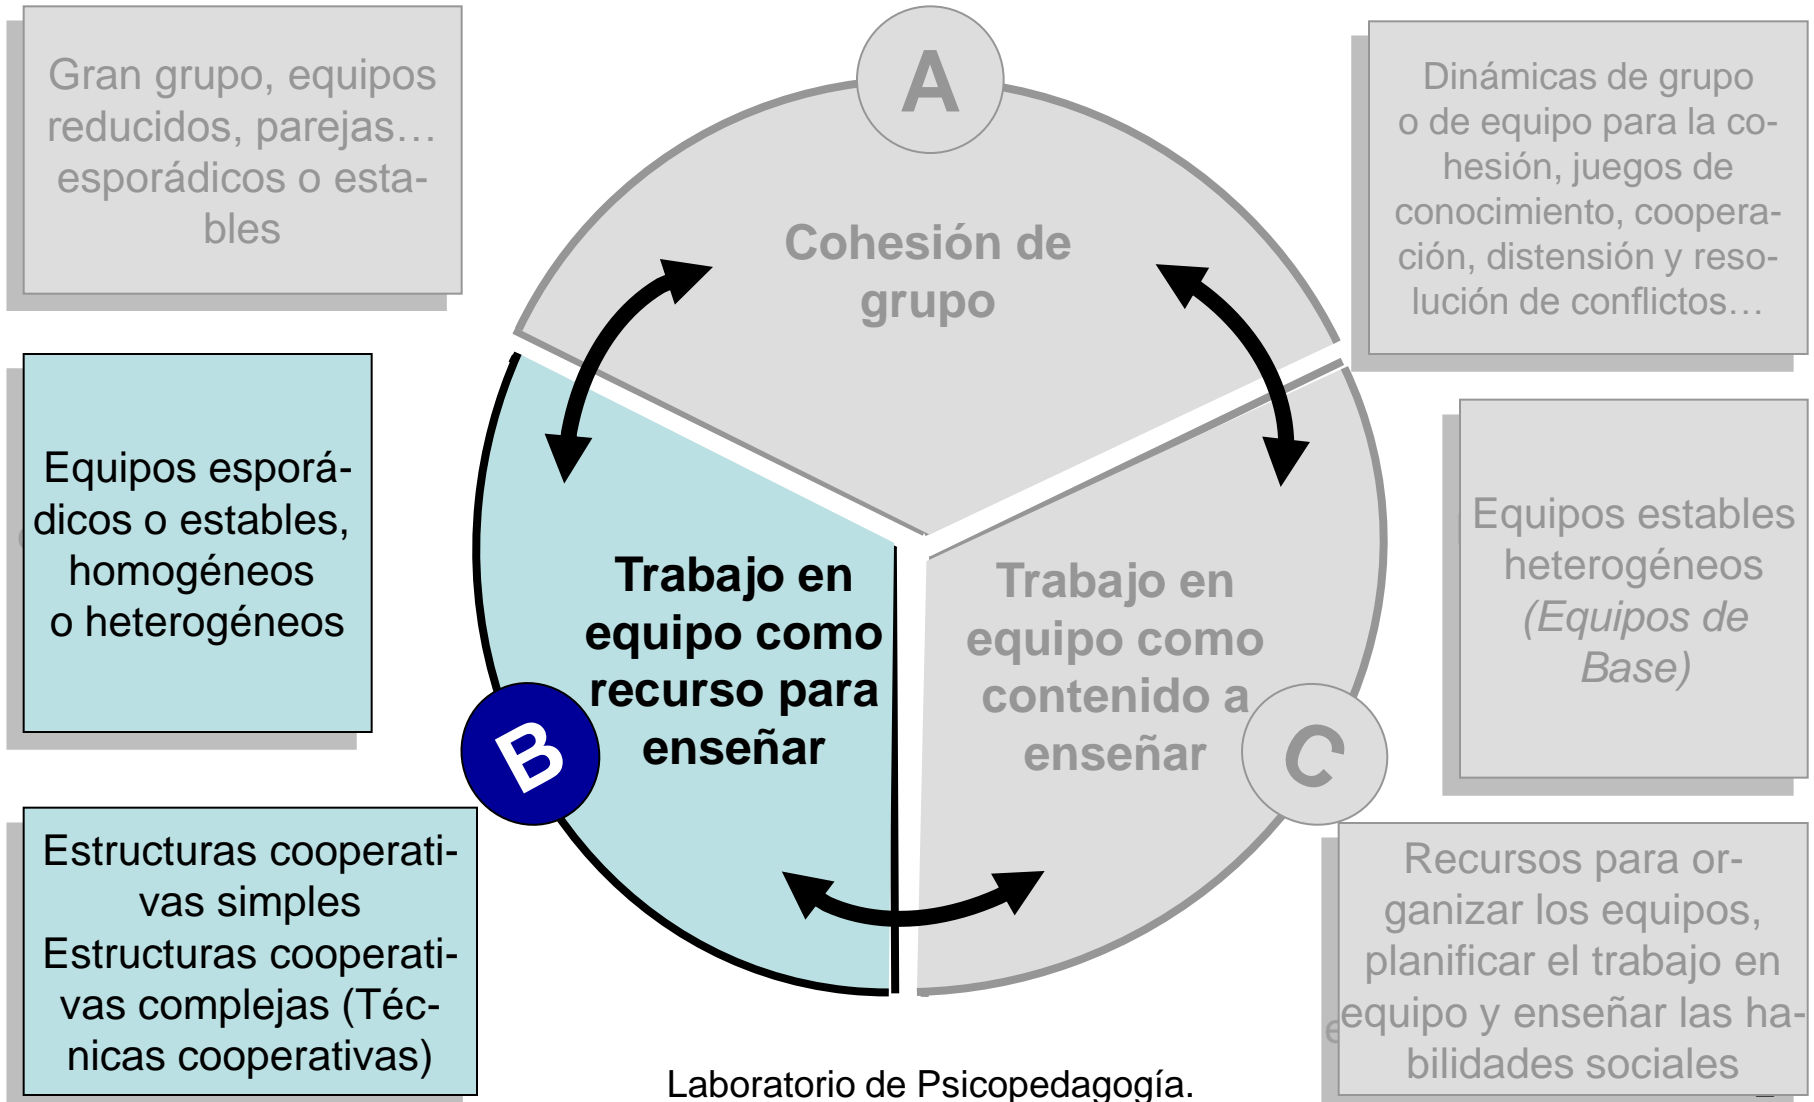 Gran grupo, equipos
reducidos, parejas…
esporádicos o esta-
bles
A
Dinámicas de grupo
o de equipo para la co-
hesión, juegos de
conocimiento, coopera-
ción, distensión y reso-
lución de conflictos…
Cohesión de
grupo
Equipos esporá-
dicos o estables,
homogéneos
o heterogéneos
Trabajo en
equipo como
recurso para
enseñar
B
Trabajo en
equipo como
contenido a
enseñar
C
Equipos estables
heterogéneos
(Equipos de
Base)
Estructuras cooperati-
vas simples
Estructuras cooperati-
vas complejas (Téc-
nicas cooperativas)
Recursos para or-
ganizar los equipos,
planificar el trabajo en
equipo y enseñar las ha-
bilidades sociales
Laboratorio de Psicopedagogía.